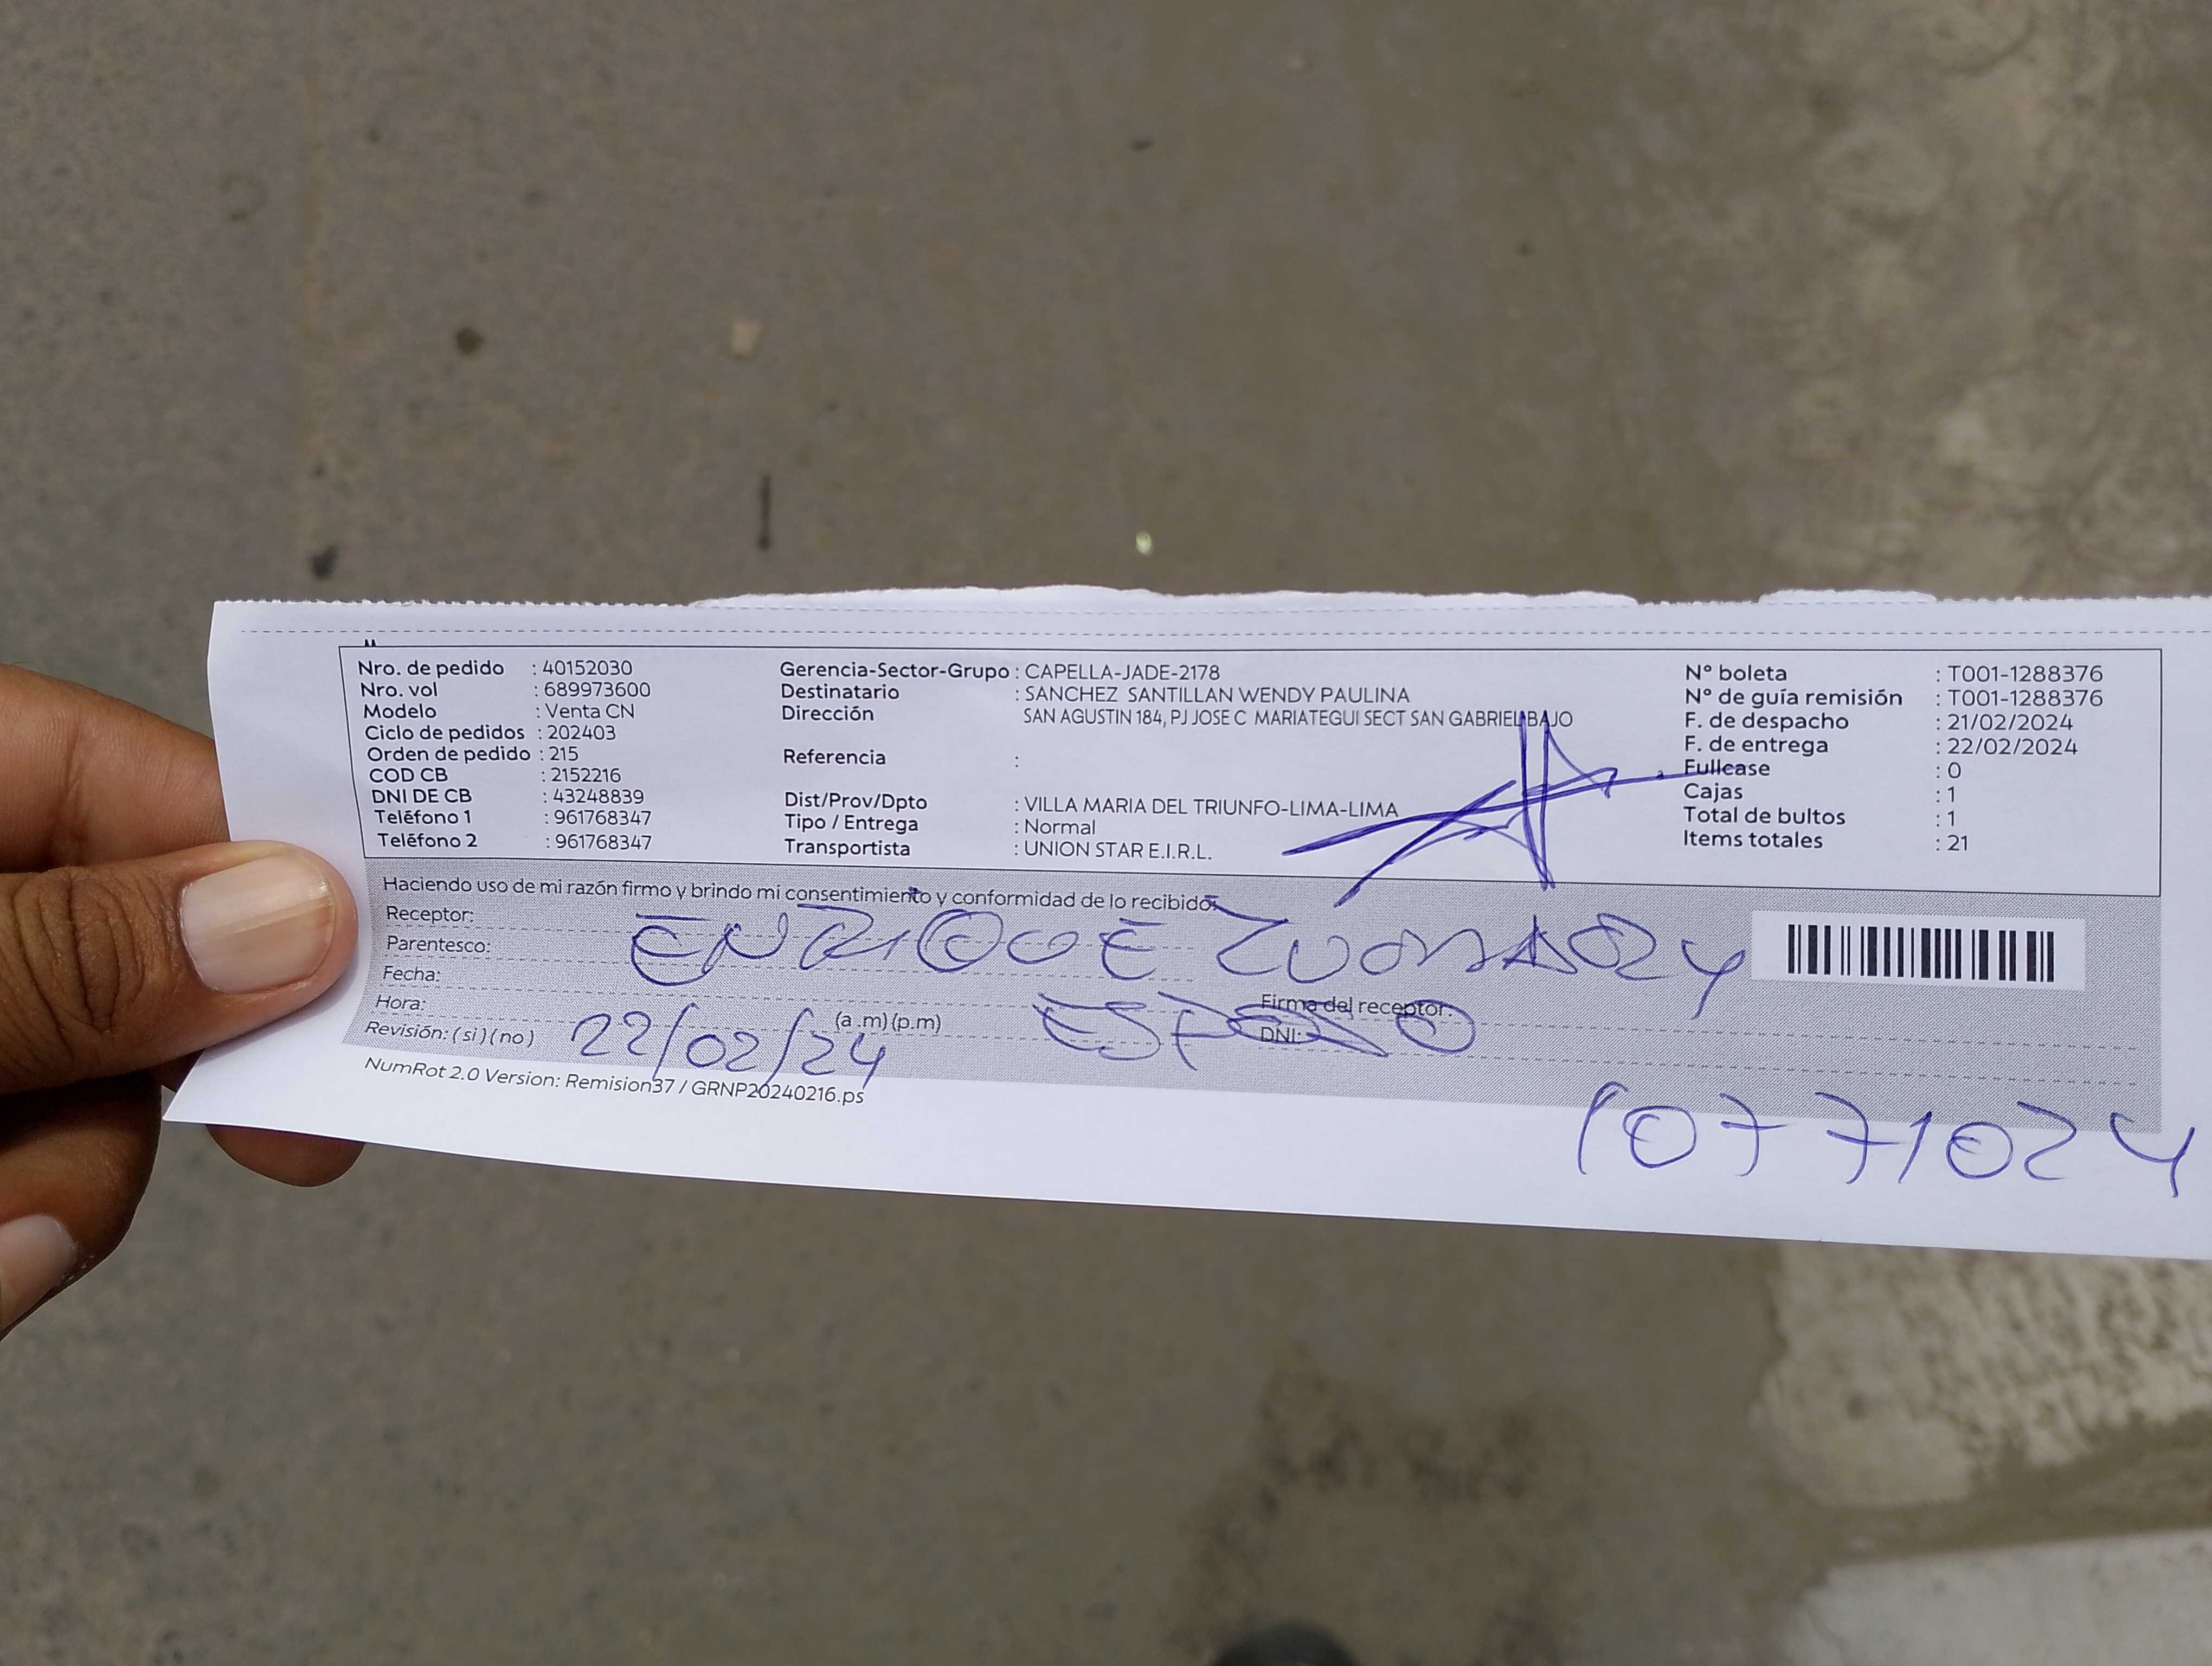 Nro. de pedido : 40152030
Nro. vol : 689973600
Modelo : Venta CN
Ciclo de pedidos : 202403
Orden de pedido : 215
COD CB : 2152216
DNI DE CB : 43248839
Teléfono 1 : 961768347
Teléfono 2 : 961768347
Gerencia-Sector-Grupo : CAPELLA-JADE-2178
Destinatario : SANCHEZ SANTILLAN WENDY PAULINA
Dirección SAN AGUSTIN 184, PJ JOSE C MARIATEGUI SECT SAN GABRIEL BAJO
Referencia :
Dist/Prov/Dpto : VILLA MARIA DEL TRIUNFO-LIMA-LIMA
Tipo / Entrega : Normal
Transportista : UNION STAR E.I.R.L.
N° boleta : T001-1288376
N° de guía remisión : T001-1288376
F. de despacho : 21/02/2024
F. de entrega : 22/02/2024
Fullcase : 0
Cajas : 1
Total de bultos : 1
Items totales : 21
Haciendo uso de mi razón firmo y brindo mi consentimiento y conformidad de lo recibido.
Receptor:
ENRIQUE
Parentesco:
Fecha:
Hora:
(a .m) (p.m)
ESPOSO
Firma del receptor:
DNI:
Revisión: ( si ) ( no )
22/02/24
10771024
NumRot 2.0 Version: Remision37 / GRNP20240216.ps